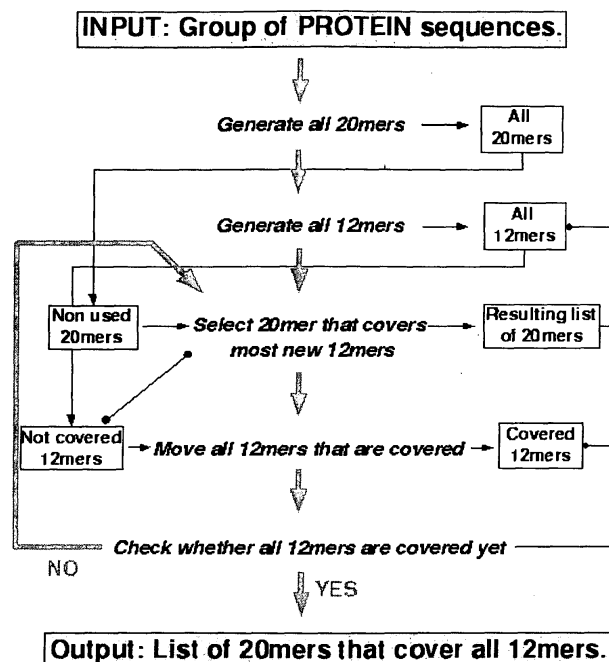 INPUT: Group of PROTEIN sequences.
Generate all 20mers
All
20mers
Generate all 12mers
All
12mers
Non used
20mers
Select 20mer that covers
most new 12mers
Resulting list
of 20mers
Not covered
12mers
Move all 12mers that are covered
Covered
12mers
Check whether all 12mers are covered yet
NO
YES
Output: List of 20mers that cover all 12mers.